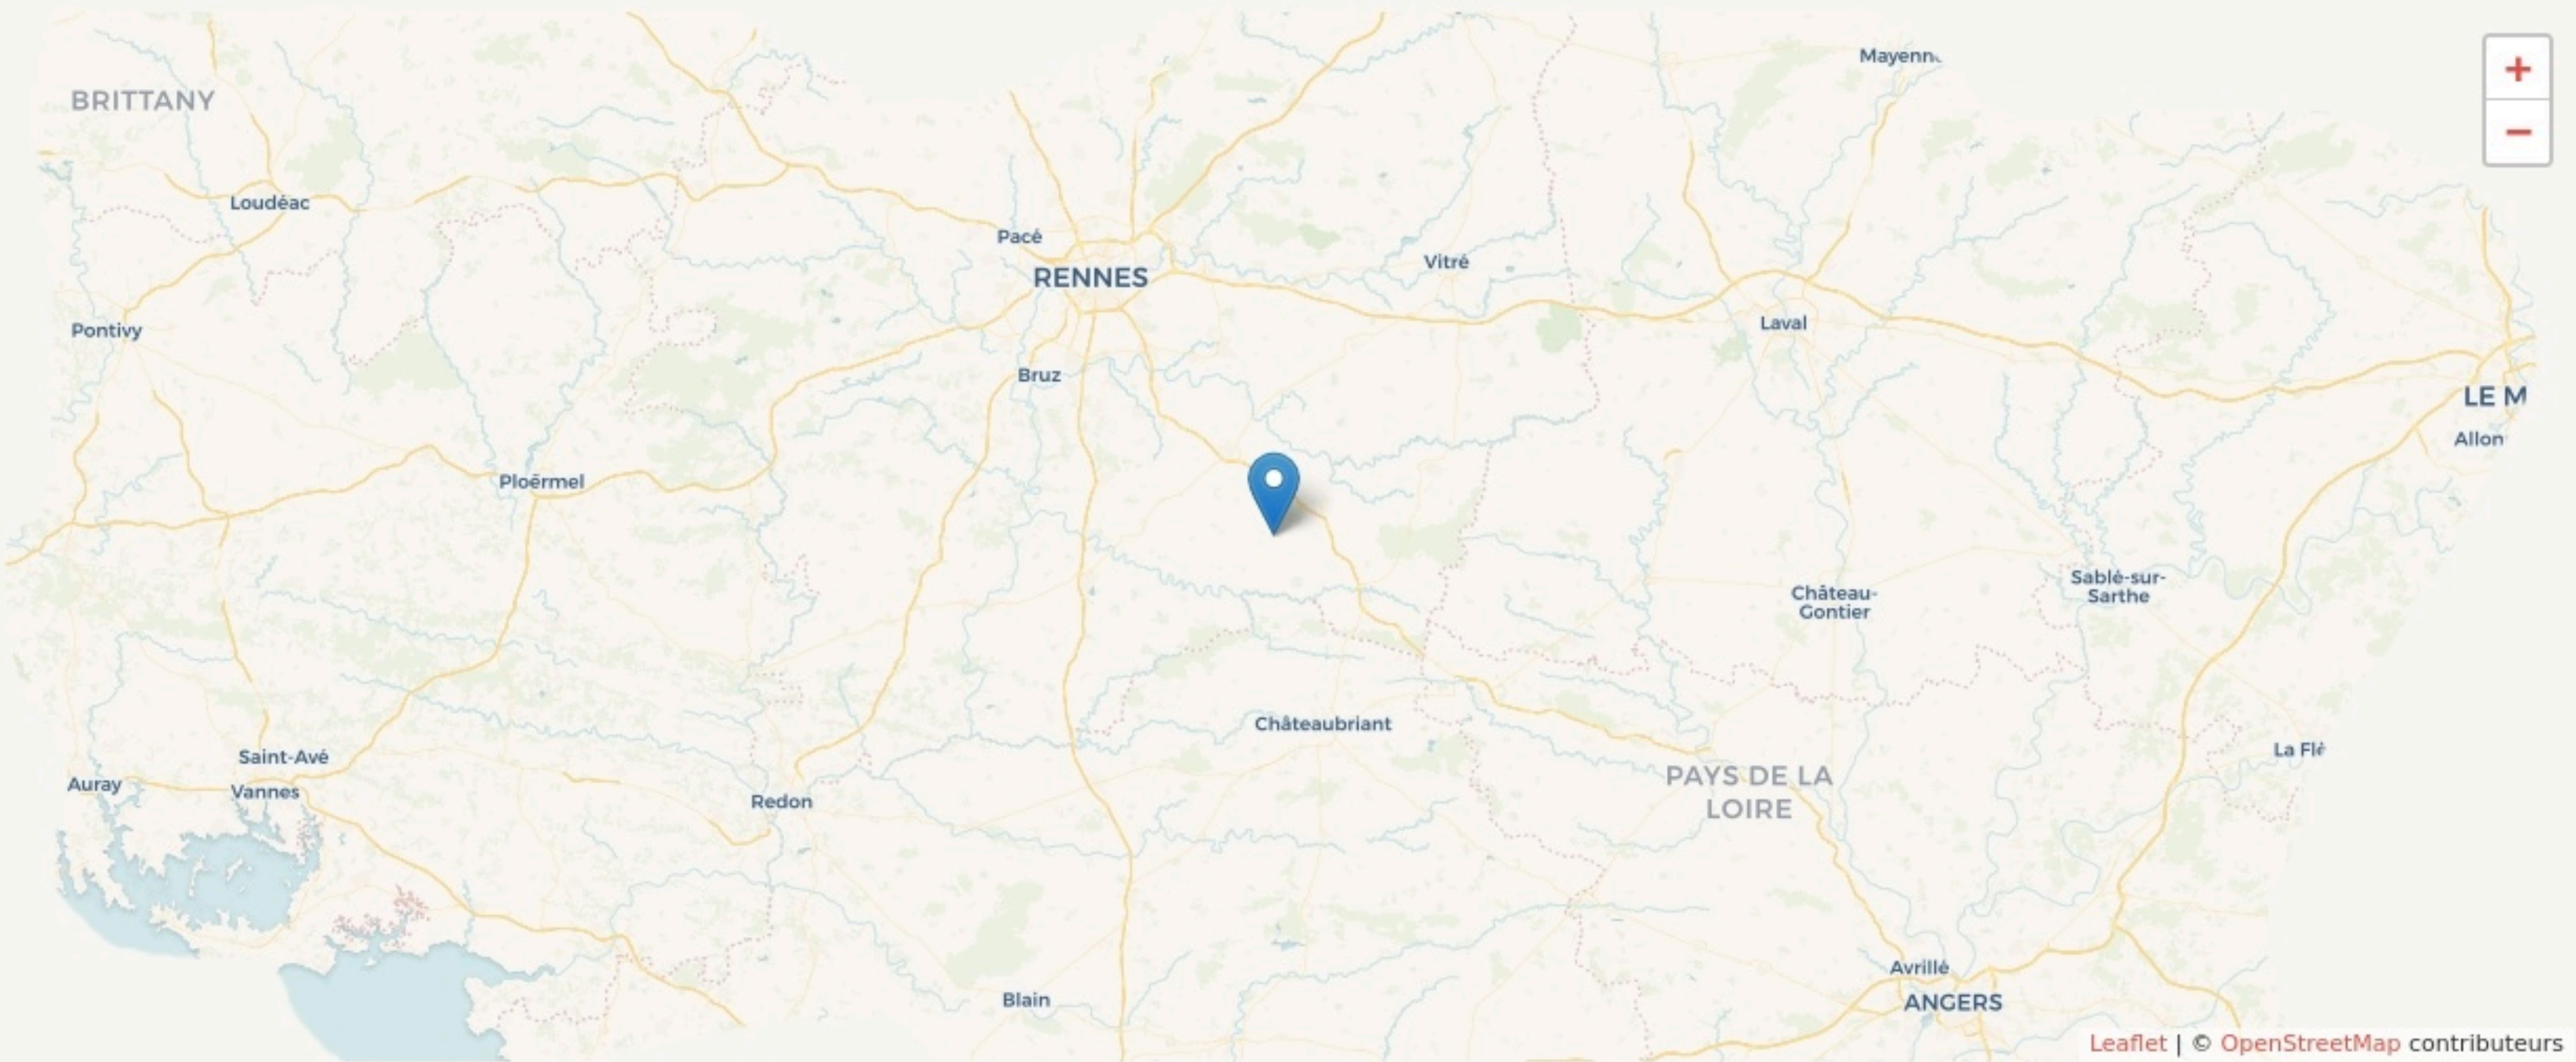 Mayenn
BRITTANY
Loudéac
Pacé
Vitré
RENNES
Pontivy
Laval
Bruz
LE M
Allon
Ploërmel
Château-
Gontier
Sablé-sur-
Sarthe
Châteaubriant
Saint-Avé
La Flè
Auray
Vannes
Redon
PAYS DE LA
LOIRE
Avrillé
Blain
ANGERS
+
−
Leaflet | © OpenStreetMap contributeurs